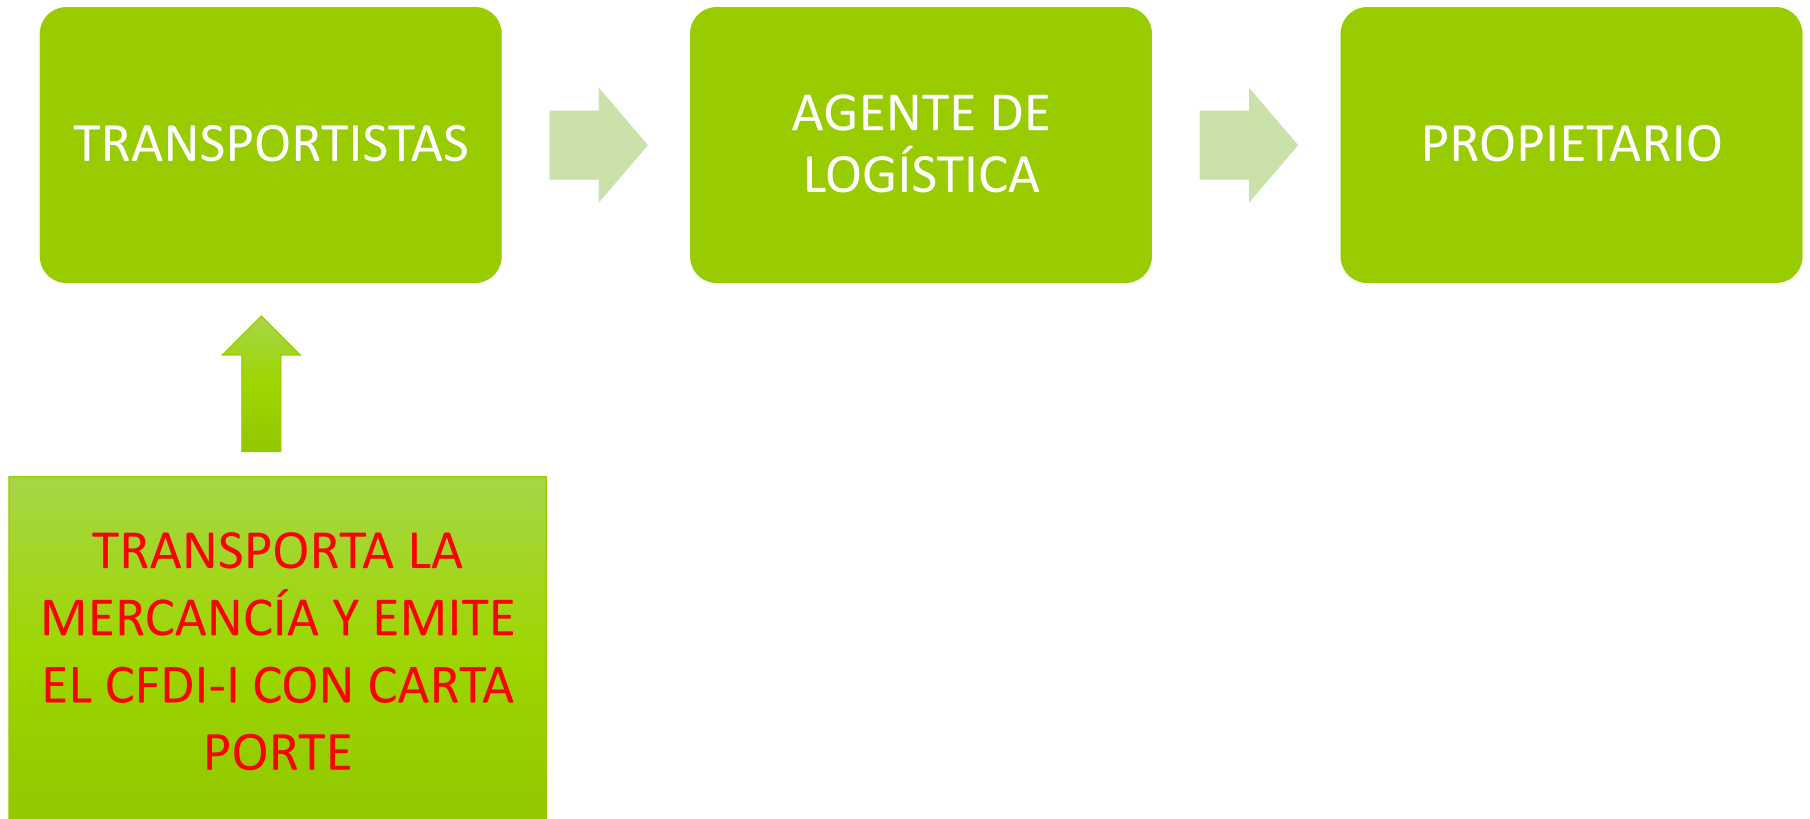 TRANSPORTISTAS
AGENTE DE
LOGÍSTICA
PROPIETARIO
TRANSPORTA LA
MERCANCÍA Y EMITE
EL CFDI-I CON CARTA
PORTE